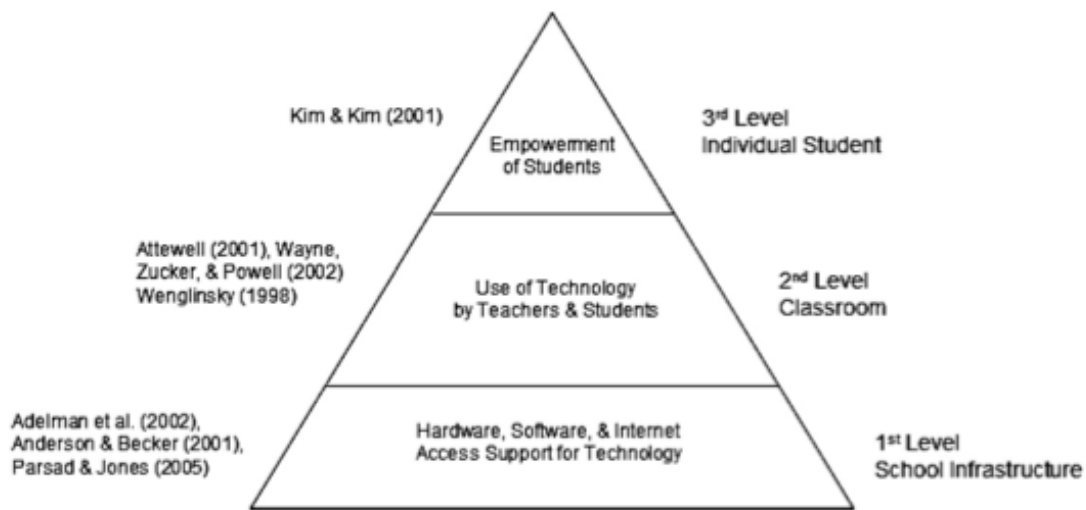 Kim & Kim (2001)
Empowerment
of Students
3rd Level
Individual Student
Attewell (2001), Wayne,
Zucker, & Powell (2002)
Wenglinsky (1998)
Use of Technology
by Teachers & Students
2nd Level
Classroom
Adelman et al. (2002),
Anderson & Becker (2001),
Parsad & Jones (2005)
Hardware, Software, & Internet
Access Support for Technology
1st Level
School Infrastructure